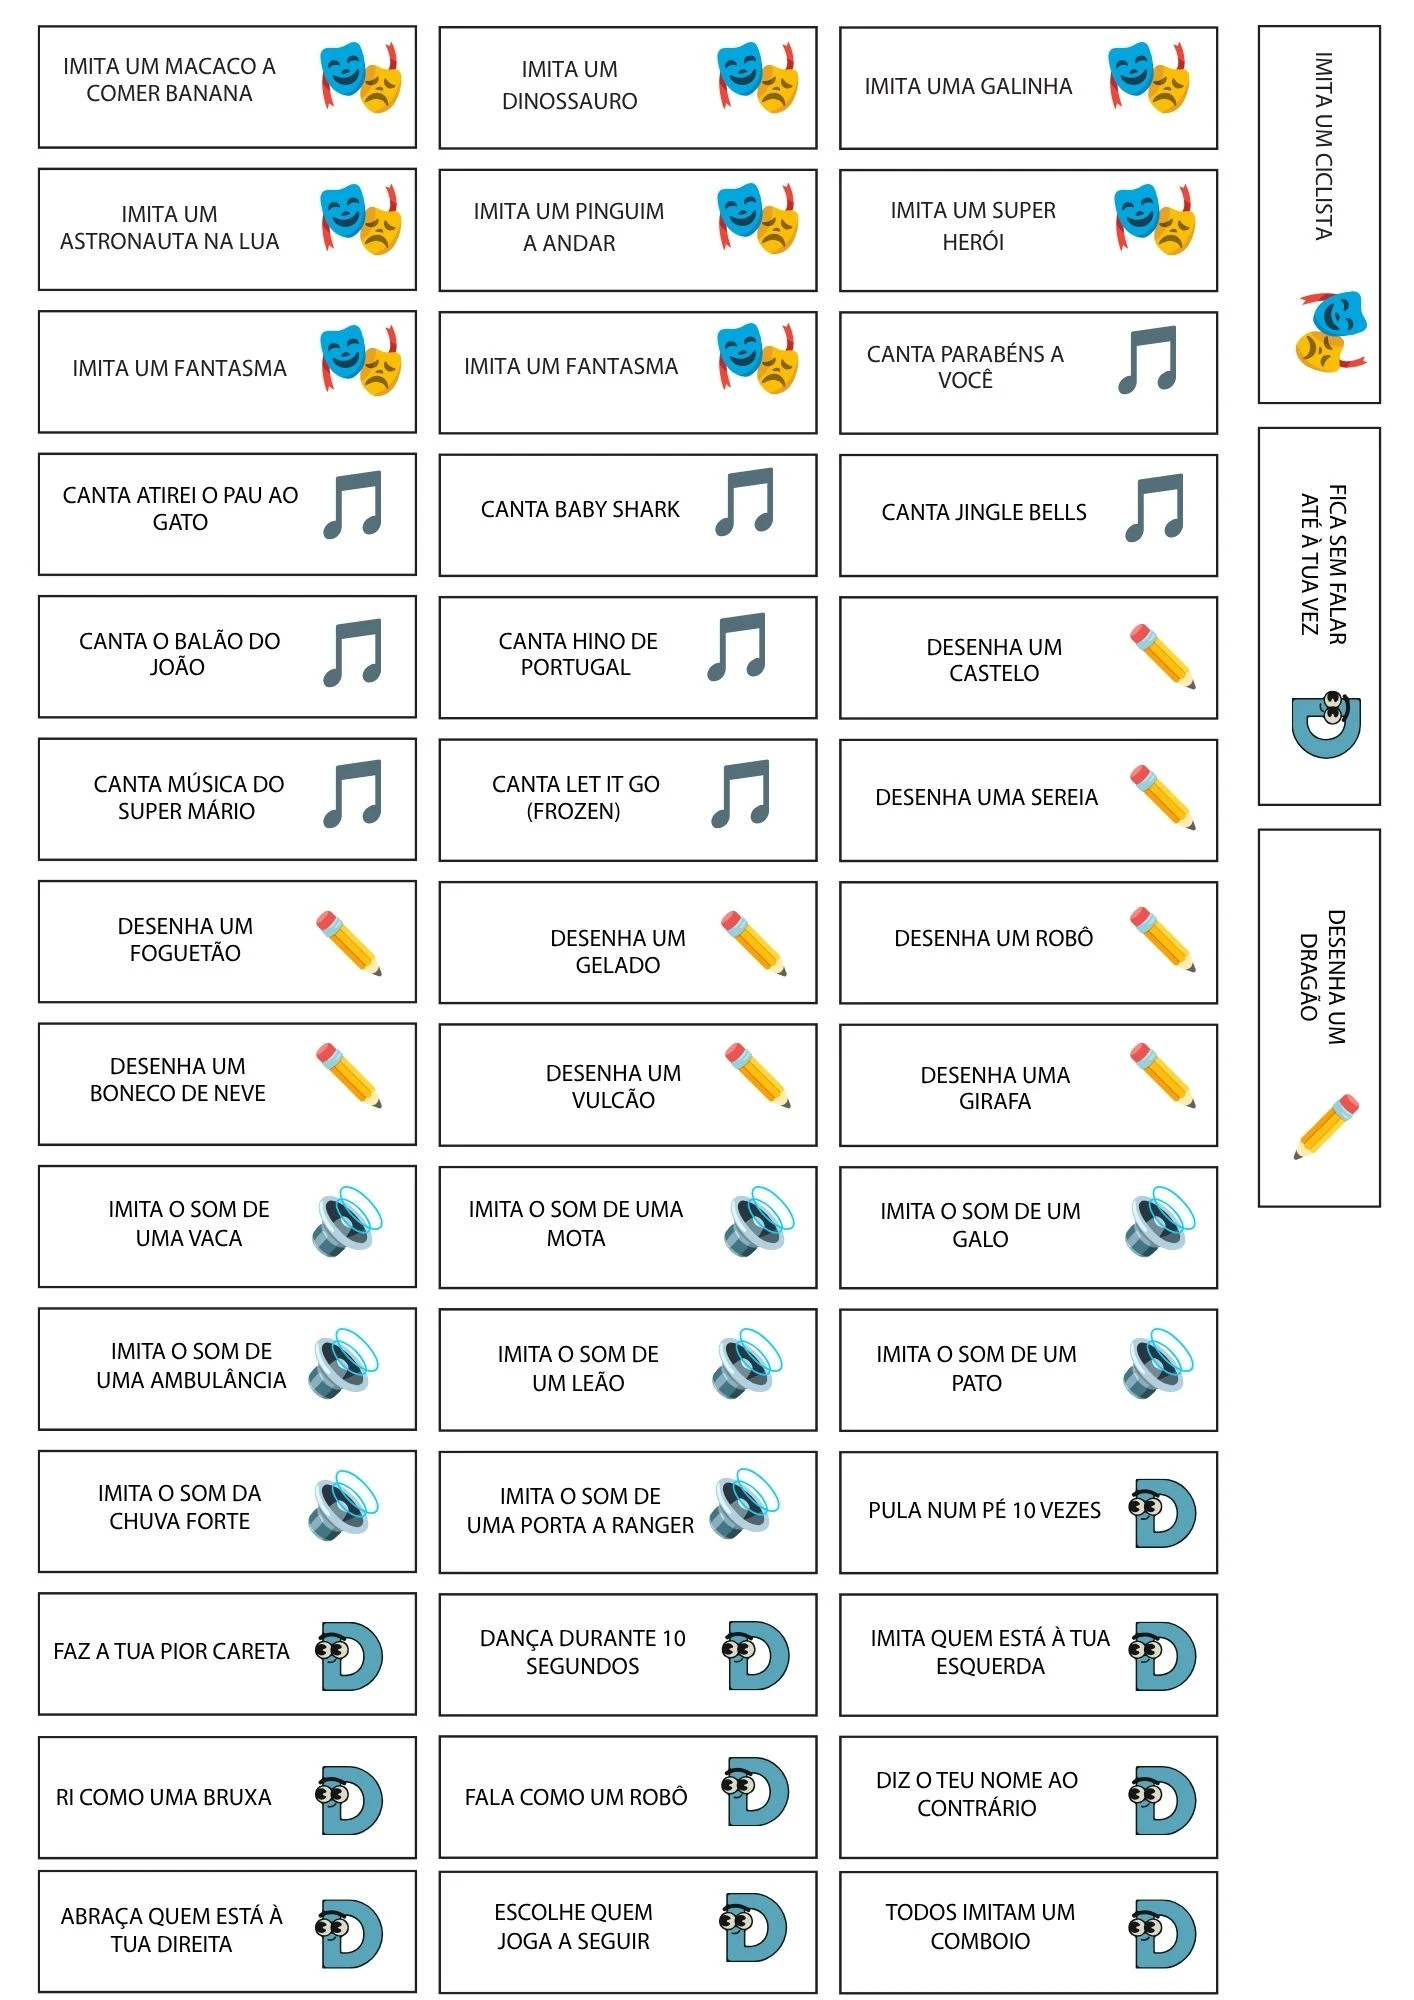 IMITA UM MACACO A
COMER BANANA
IMITA UM
DINOSSAURO
IMITA UMA GALINHA
IMITA UM
ASTRONAUTA NA LUA
IMITA UM PINGUIM
A ANDAR
IMITA UM SUPER
HERÓI
IMITA UM FANTASMA
IMITA UM FANTASMA
CANTA PARABÉNS A
VOCÊ
CANTA ATIREI O PAU AO
GATO
CANTA BABY SHARK
CANTA JINGLE BELLS
CANTA O BALÃO DO
JOÃO
CANTA HINO DE
PORTUGAL
DESENHA UM
CASTELO
CANTA MÚSICA DO
SUPER MÁRIO
CANTA LET IT GO
(FROZEN)
DESENHA UMA SEREIA
DESENHA UM
FOGUETÃO
DESENHA UM
GELADO
DESENHA UM ROBÔ
DESENHA UM
BONECO DE NEVE
DESENHA UM
VULCÃO
DESENHA UMA
GIRAFA
IMITA O SOM DE
UMA VACA
IMITA O SOM DE UMA
MOTA
IMITA O SOM DE UM
GALO
IMITA O SOM DE
UMA AMBULÂNCIA
IMITA O SOM DE
UM LEÃO
IMITA O SOM DE UM
PATO
IMITA O SOM DA
CHUVA FORTE
IMITA O SOM DE
UMA PORTA A RANGER
PULA NUM PÉ 10 VEZES
FAZ A TUA PIOR CARETA
DANÇA DURANTE 10
SEGUNDOS
IMITA QUEM ESTÁ À TUA
ESQUERDA
RI COMO UMA BRUXA
FALA COMO UM ROBÔ
DIZ O TEU NOME AO
CONTRÁRIO
ABRAÇA QUEM ESTÁ À
TUA DIREITA
ESCOLHE QUEM
JOGA A SEGUIR
TODOS IMITAM UM
COMBOIO
IMITA UM CICLISTA
FICA SEM FALAR
ATÉ À TUA VEZ
DESENHA UM
DRAGÃO